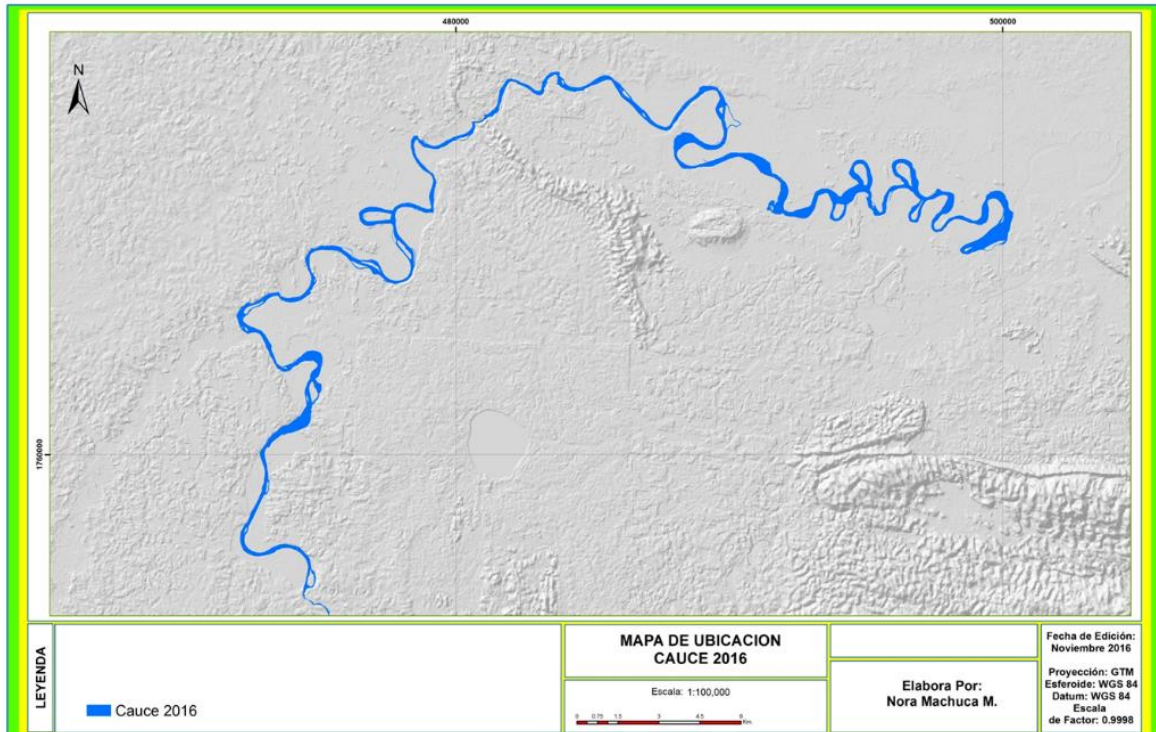 480000
500000
N
1760000
LEYENDA
Cauce 2016
MAPA DE UBICACION
CAUCE 2016
Escala: 1:100,000
0 0.75 1.5 3 4.5 6
Km.
Elabora Por:
Nora Machuca M.
Fecha de Edición:
Noviembre 2016
Proyección: GTM
Esferoide: WGS 84
Datum: WGS 84
Escala
de Factor: 0.9998